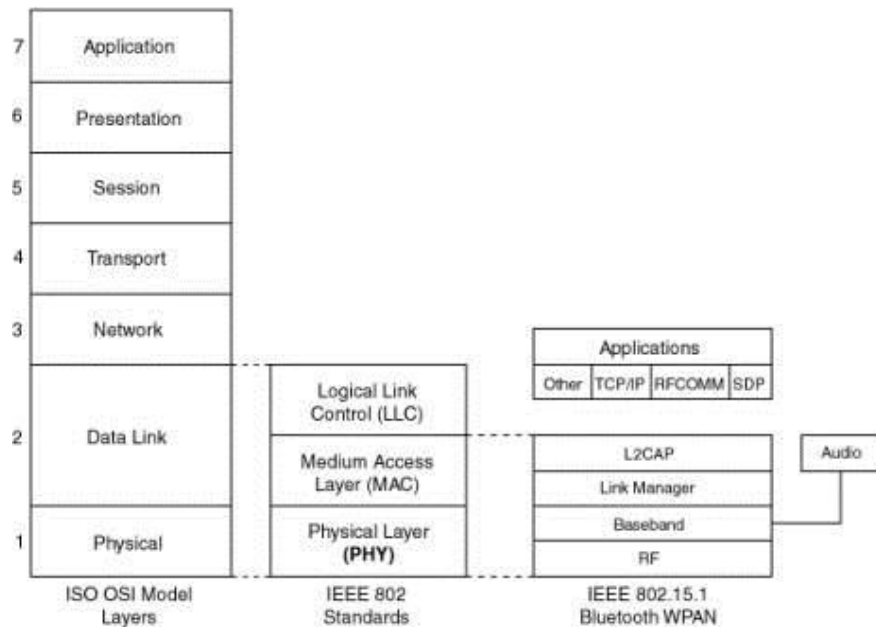 7 Application
6 Presentation
5 Session
4 Transport
3 Network
2 Data Link
1 Physical
ISO OSI Model
Layers
Logical Link
Control (LLC)
Medium Access
Layer (MAC)
Physical Layer
(PHY)
IEEE 802
Standards
Applications
Other TCP/IP RFCOMM SDP
L2CAP
Link Manager
Baseband
RF
Audio
IEEE 802.15.1
Bluetooth WPAN